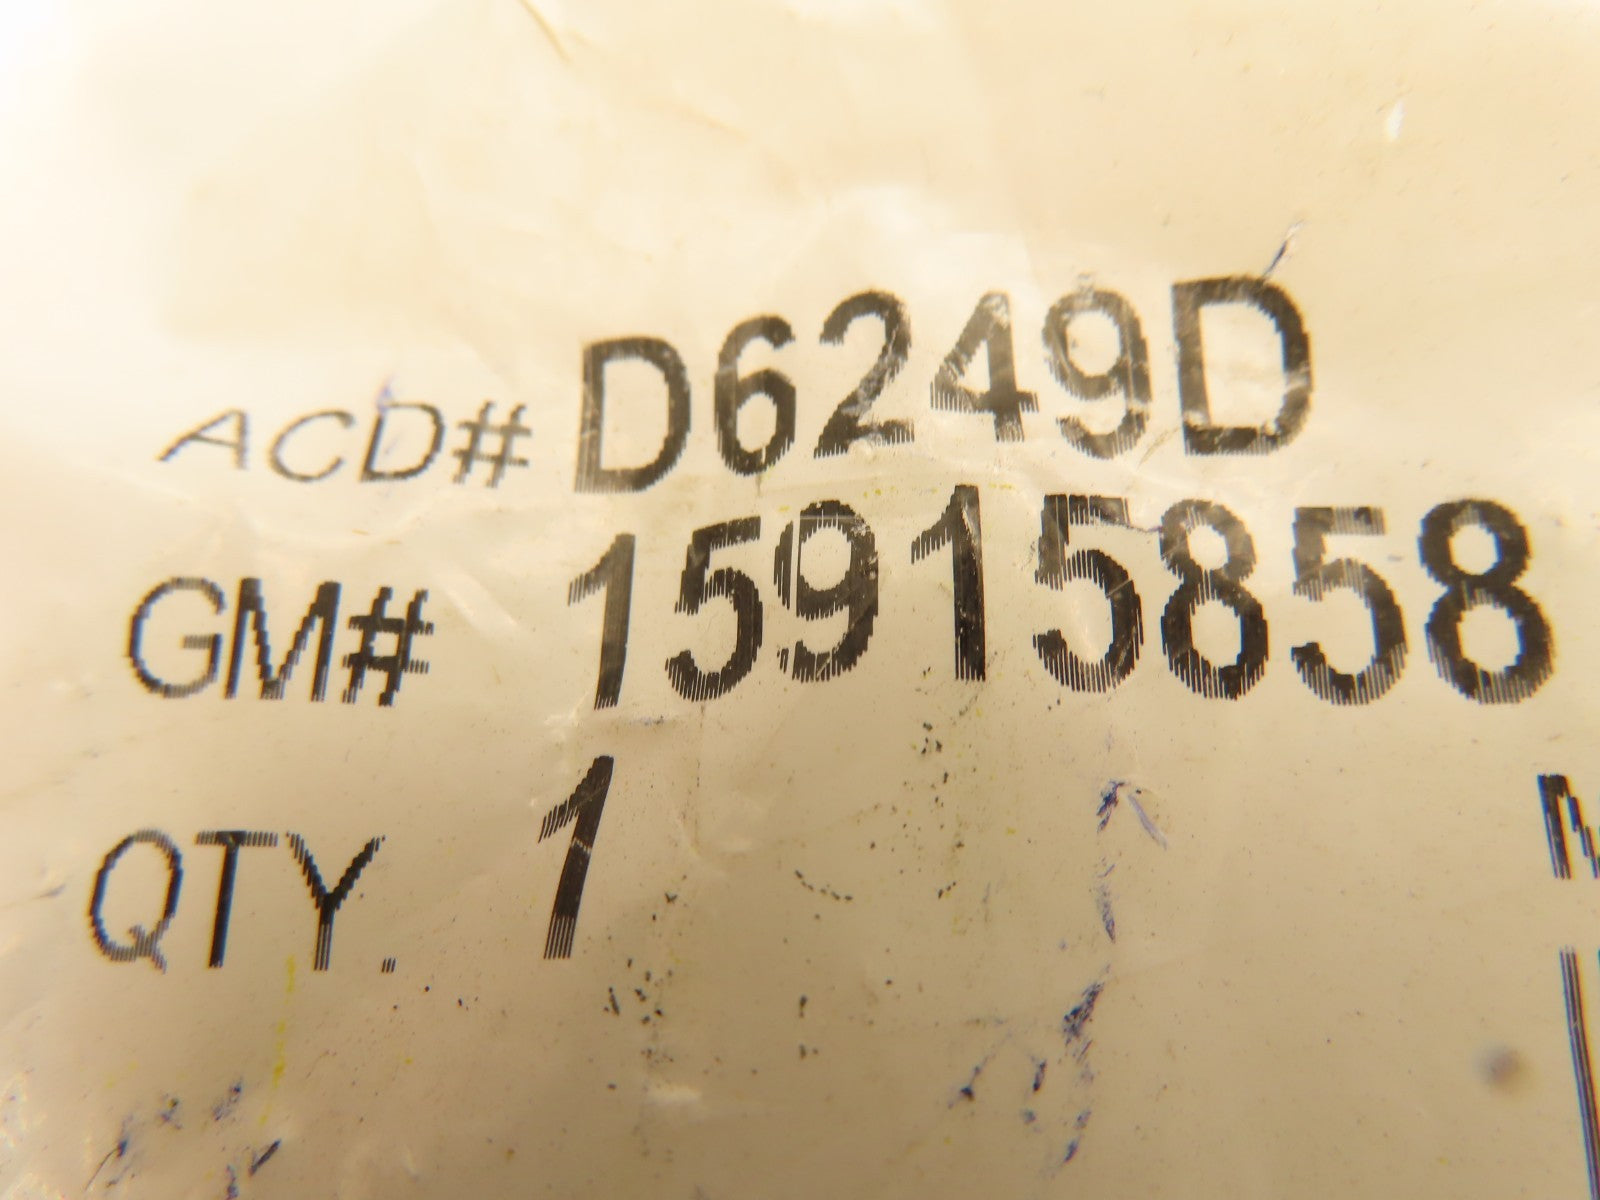 ACD# D6249D
GM# 15915858
QTY. 1